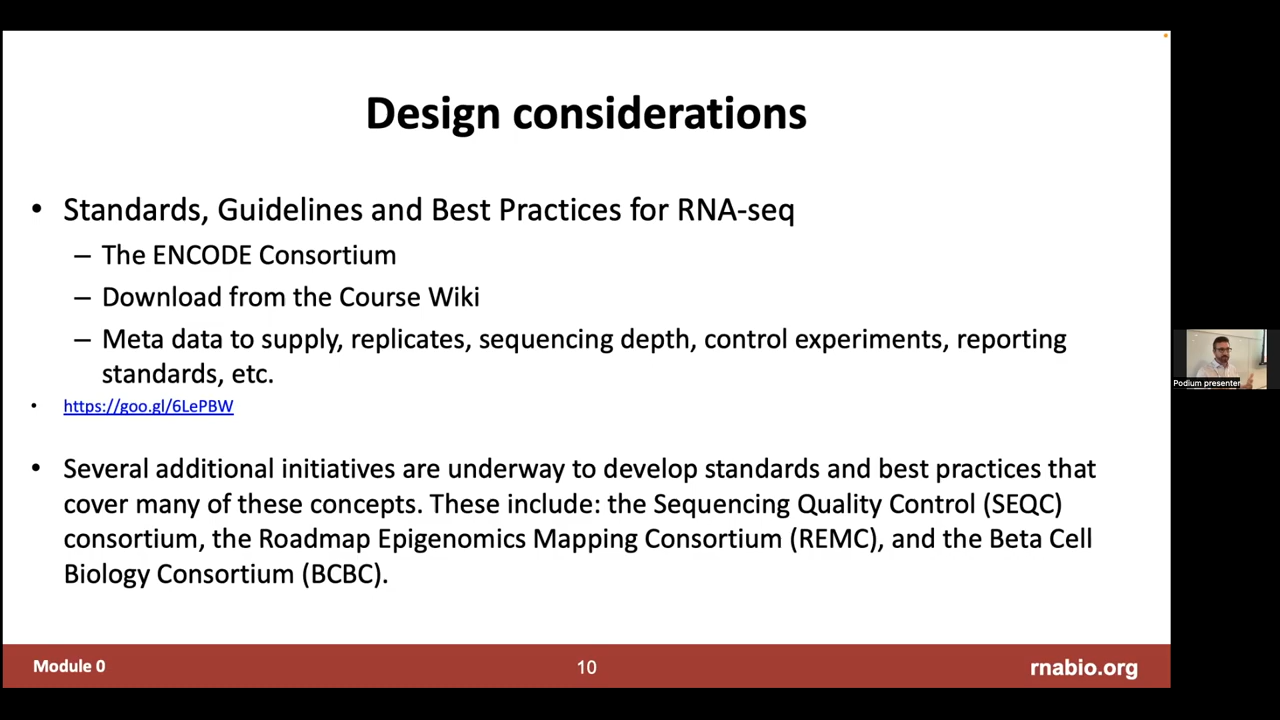 Design considerations
• Standards, Guidelines and Best Practices for RNA-seq
– The ENCODE Consortium
– Download from the Course Wiki
– Meta data to supply, replicates, sequencing depth, control experiments, reporting
standards, etc.
• https://goo.gl/6LePBW
• Several additional initiatives are underway to develop standards and best practices that
cover many of these concepts. These include: the Sequencing Quality Control (SEQC)
consortium, the Roadmap Epigenomics Mapping Consortium (REMC), and the Beta Cell
Biology Consortium (BCBC).
Podium presenter
Module 0
10
rnabio.org